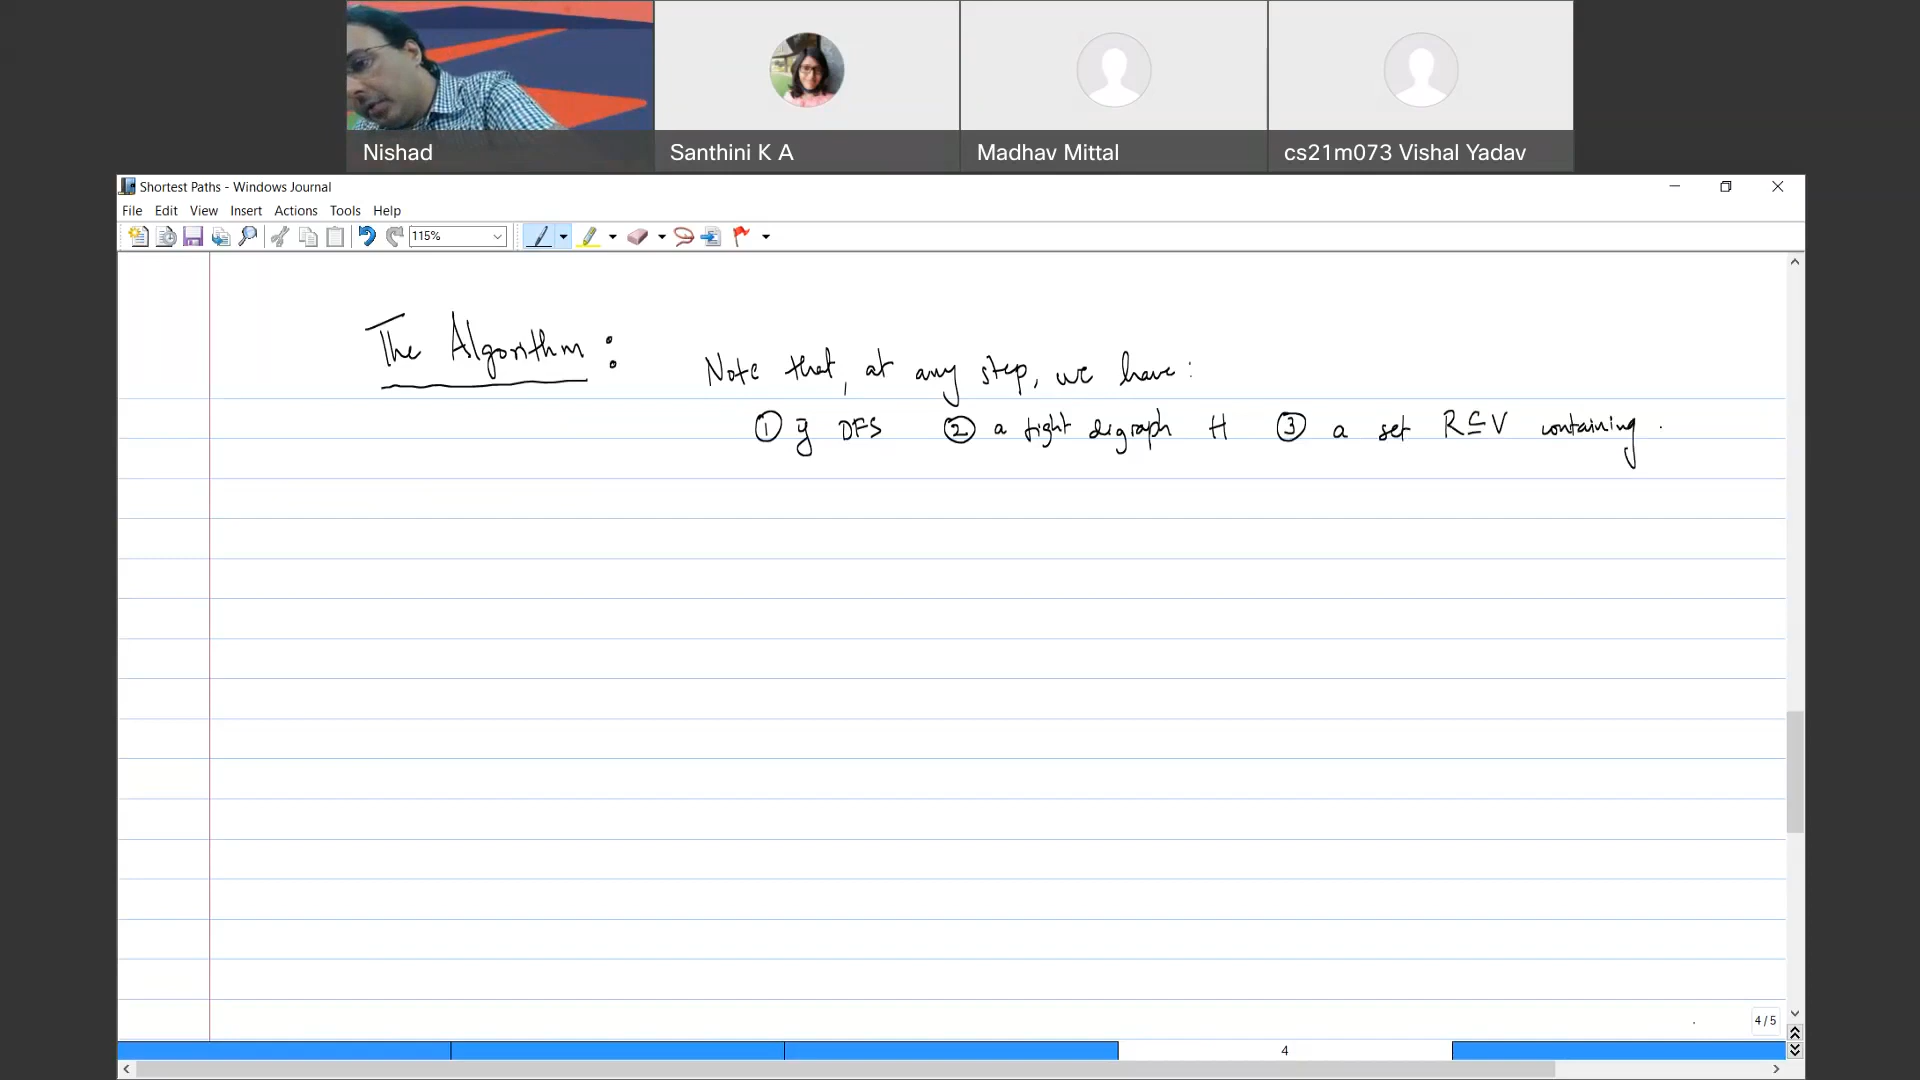 Nishad
Santhini K A
Madhav Mittal
cs21m073 Vishal Yadav
Shortest Paths - Windows Journal
File Edit View Insert Actions Tools Help
115%
The Algorithm :
Note that, at any step, we have :
① ȳ DFS ② a tight digraph H ③ a set R⊆V containing
4 / 5
4